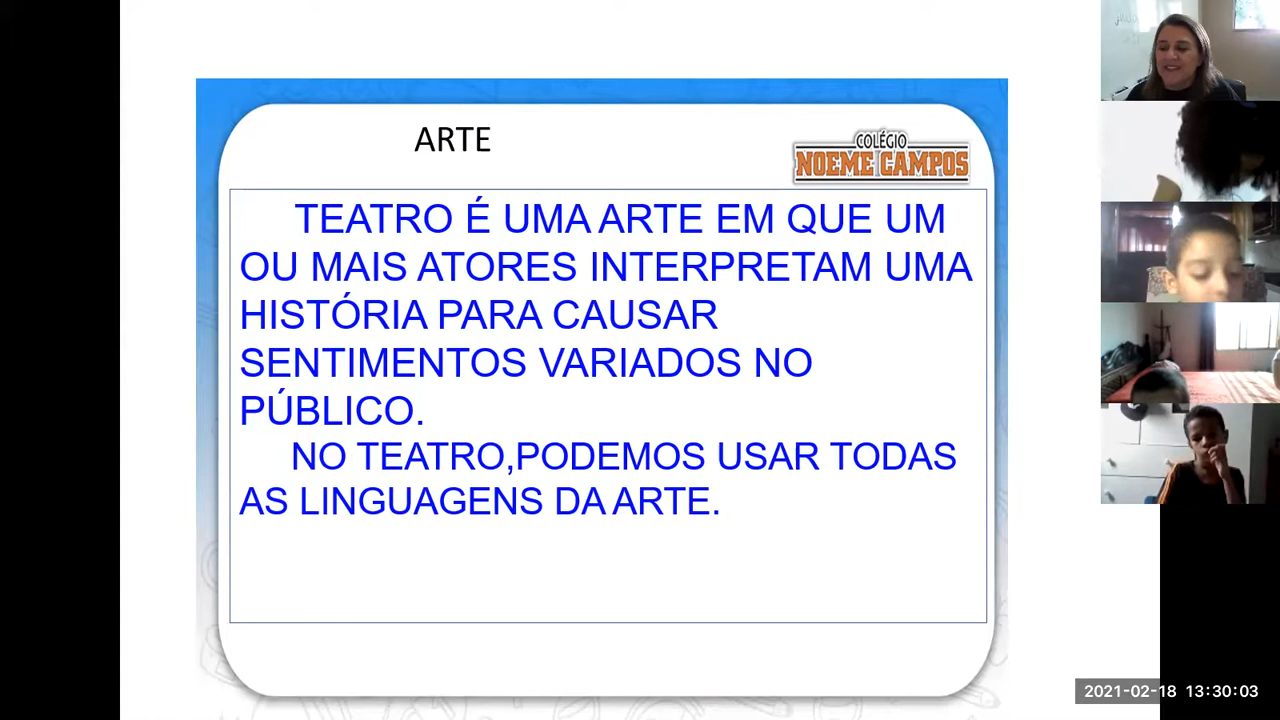 ARTE
COLÉGIO
NOEME CAMPOS
TEATRO É UMA ARTE EM QUE UM
OU MAIS ATORES INTERPRETAM UMA
HISTÓRIA PARA CAUSAR
SENTIMENTOS VARIADOS NO
PÚBLICO.
NO TEATRO,PODEMOS USAR TODAS
AS LINGUAGENS DA ARTE.
2021-02-18 13:30:03